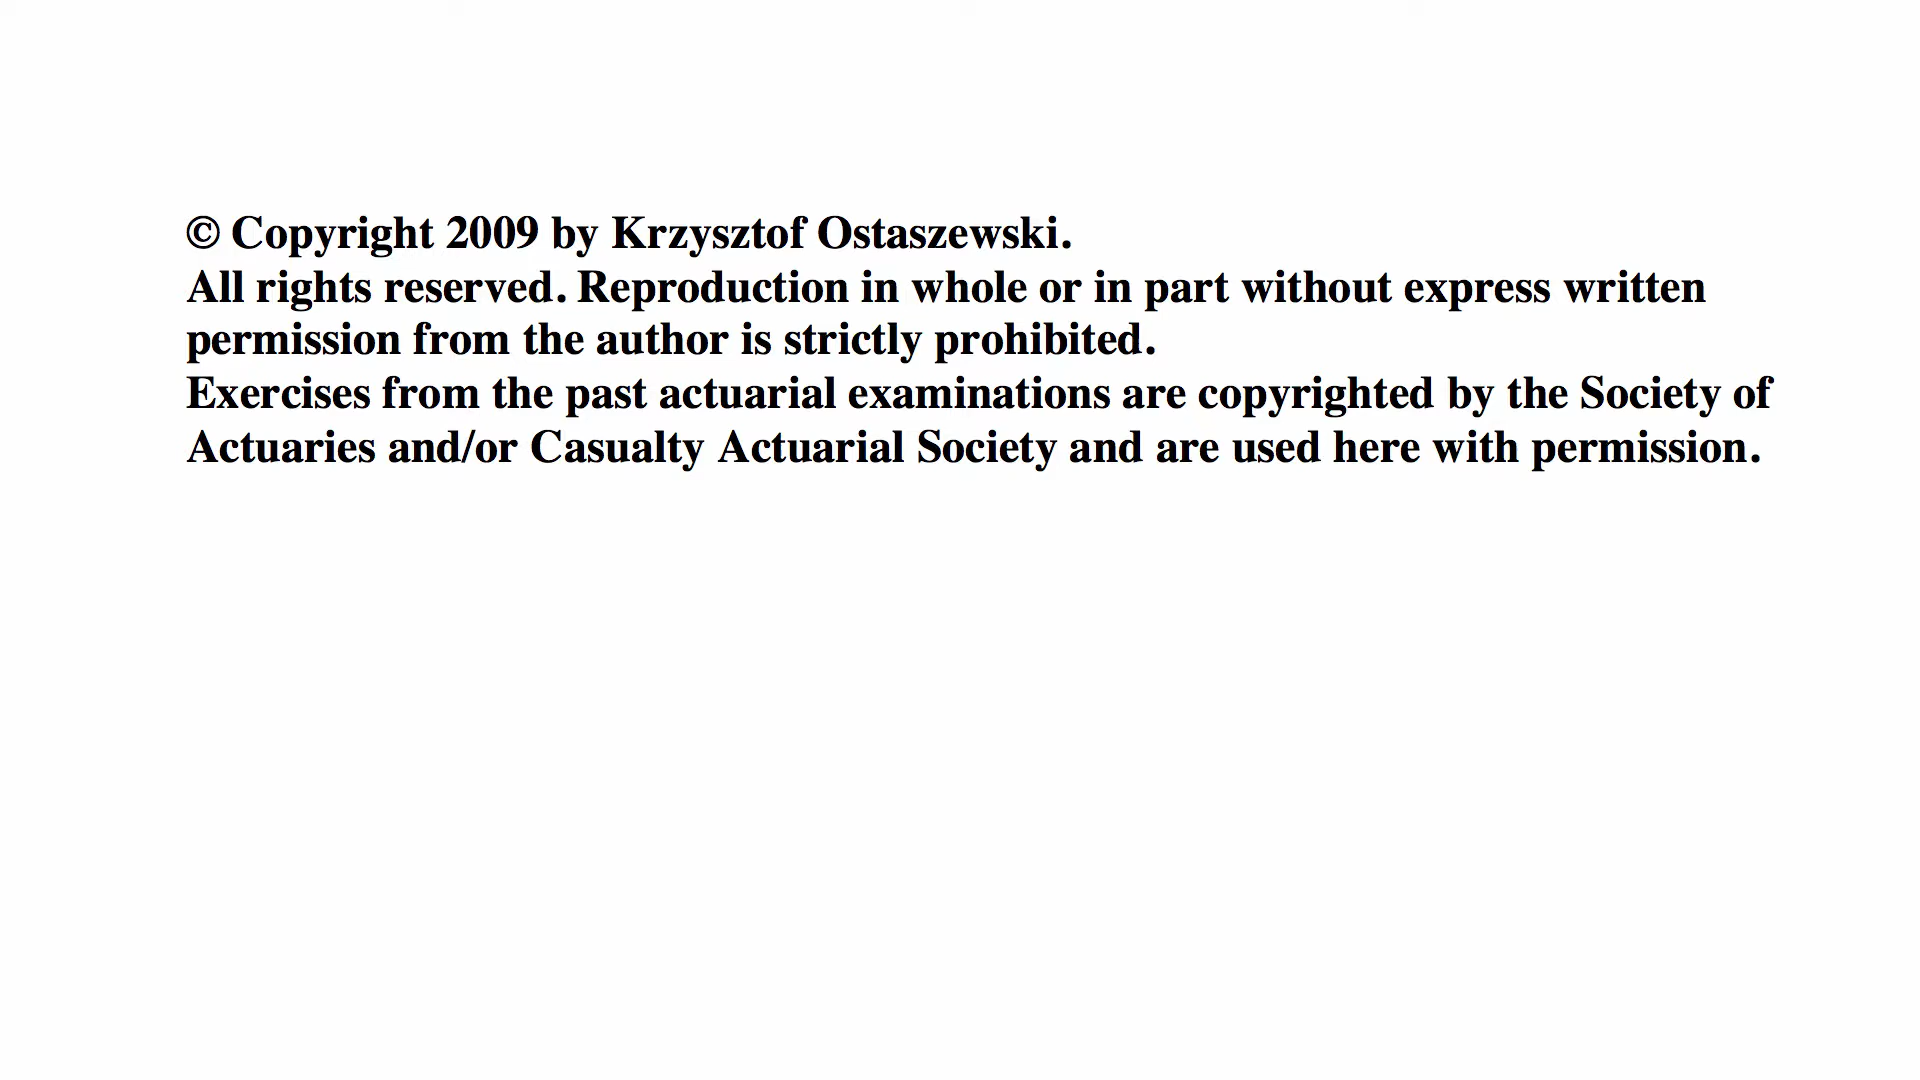 © Copyright 2009 by Krzysztof Ostaszewski.
All rights reserved. Reproduction in whole or in part without express written
permission from the author is strictly prohibited.
Exercises from the past actuarial examinations are copyrighted by the Society of
Actuaries and/or Casualty Actuarial Society and are used here with permission.